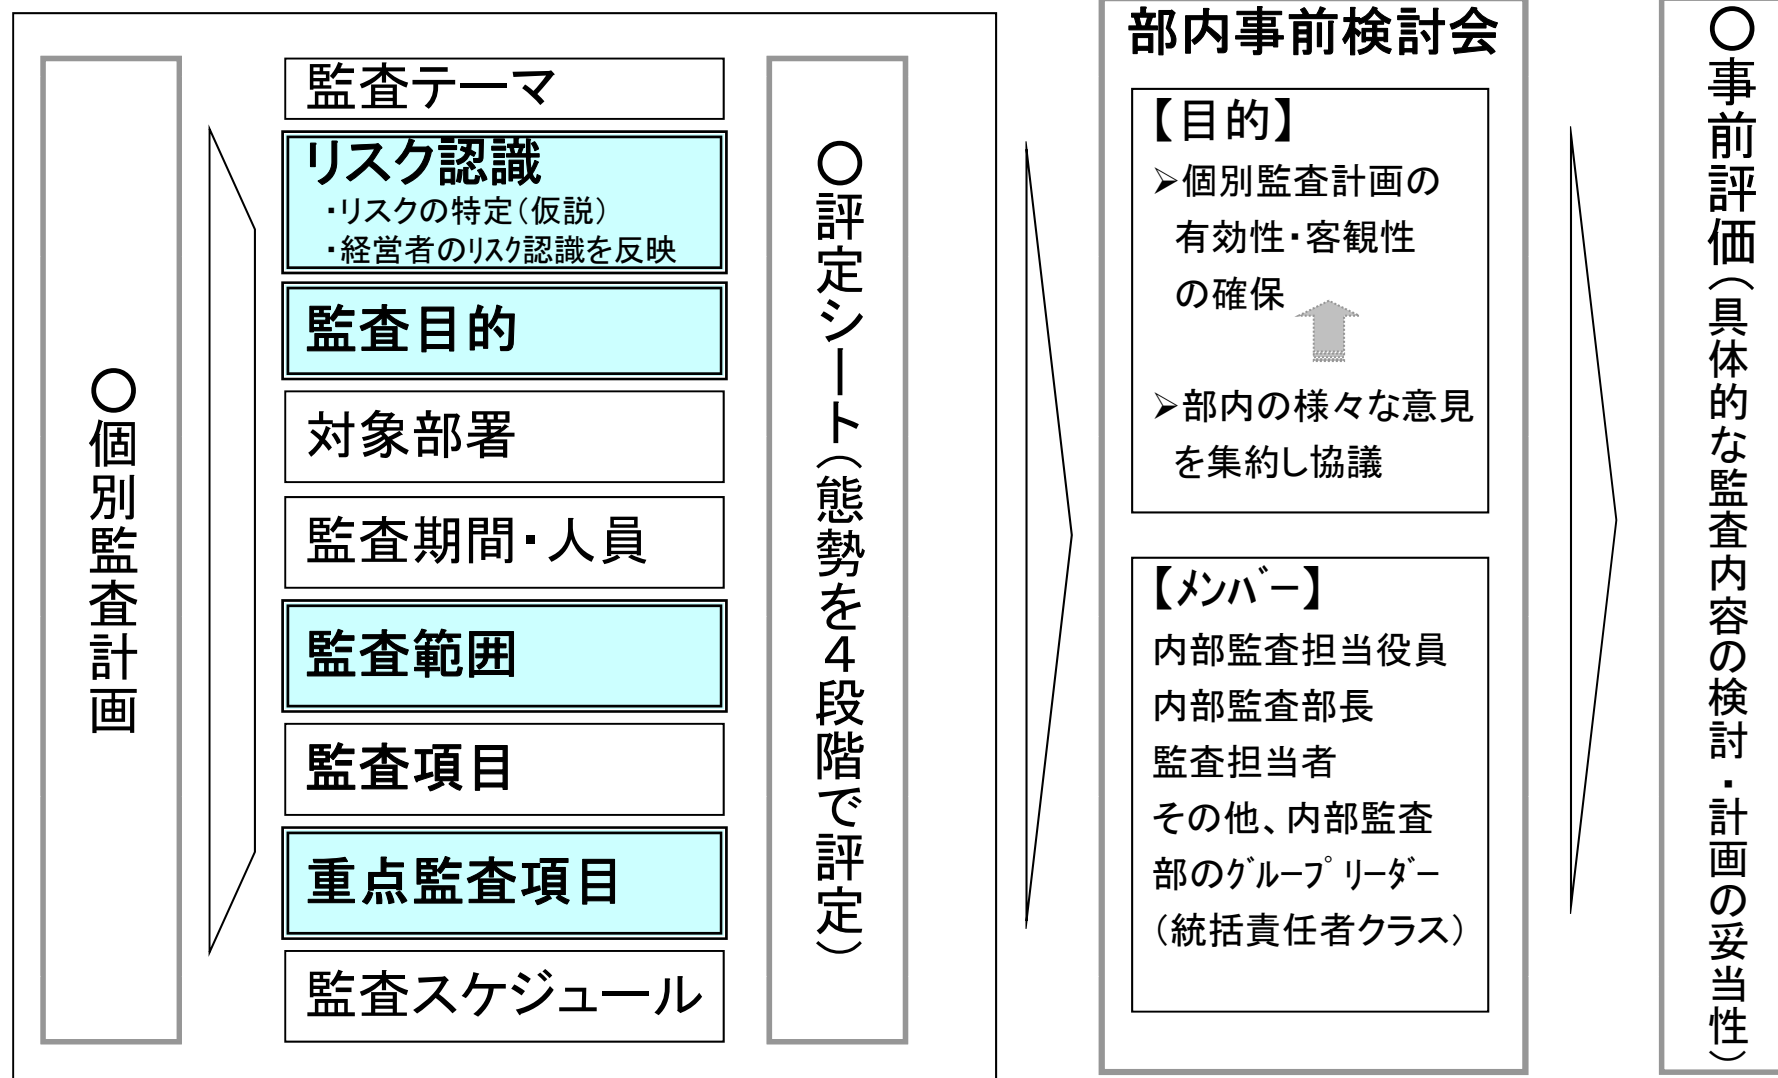 〇個別監査計画
監査テーマ
リスク認識
・リスクの特定（仮説）
・経営者のﾘｽｸ認識を反映
監査目的
対象部署
監査期間・人員
監査範囲
監査項目
重点監査項目
監査スケジュール
〇評定シート（態勢を４段階で評定）
部内事前検討会
【目的】
➢個別監査計画の
有効性・客観性
の確保
➢部内の様々な意見
を集約し協議
【ﾒﾝﾊﾞｰ】
内部監査担当役員
内部監査部長
監査担当者
その他、内部監査
部のｸﾞﾙｰﾌﾟﾘｰﾀﾞｰ
（統括責任者クラス）
〇事前評価（具体的な監査内容の検討・計画の妥当性）